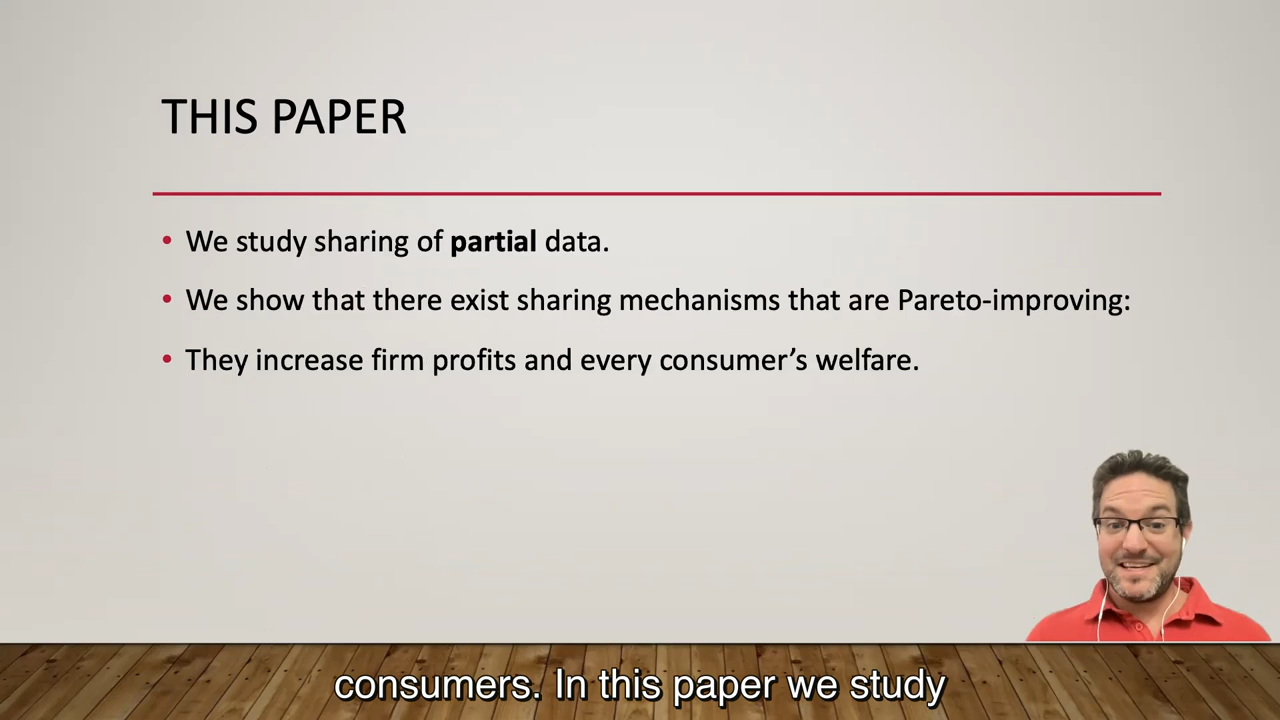 THIS PAPER
• We study sharing of partial data.
• We show that there exist sharing mechanisms that are Pareto-improving:
• They increase firm profits and every consumer’s welfare.
consumers. In this paper we study